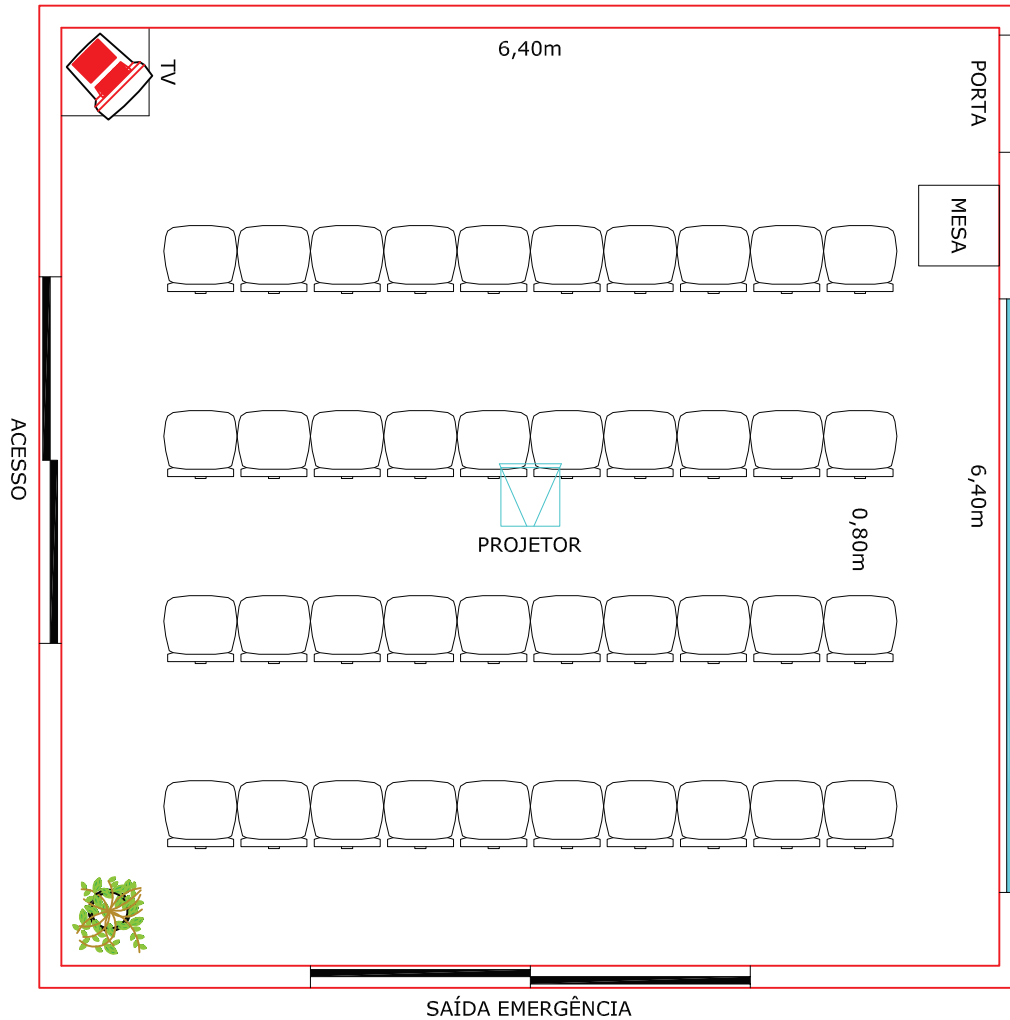 6,40m
TV
PORTA
MESA
ACESSO
6,40m
0,80m
PROJETOR
SAÍDA EMERGÊNCIA